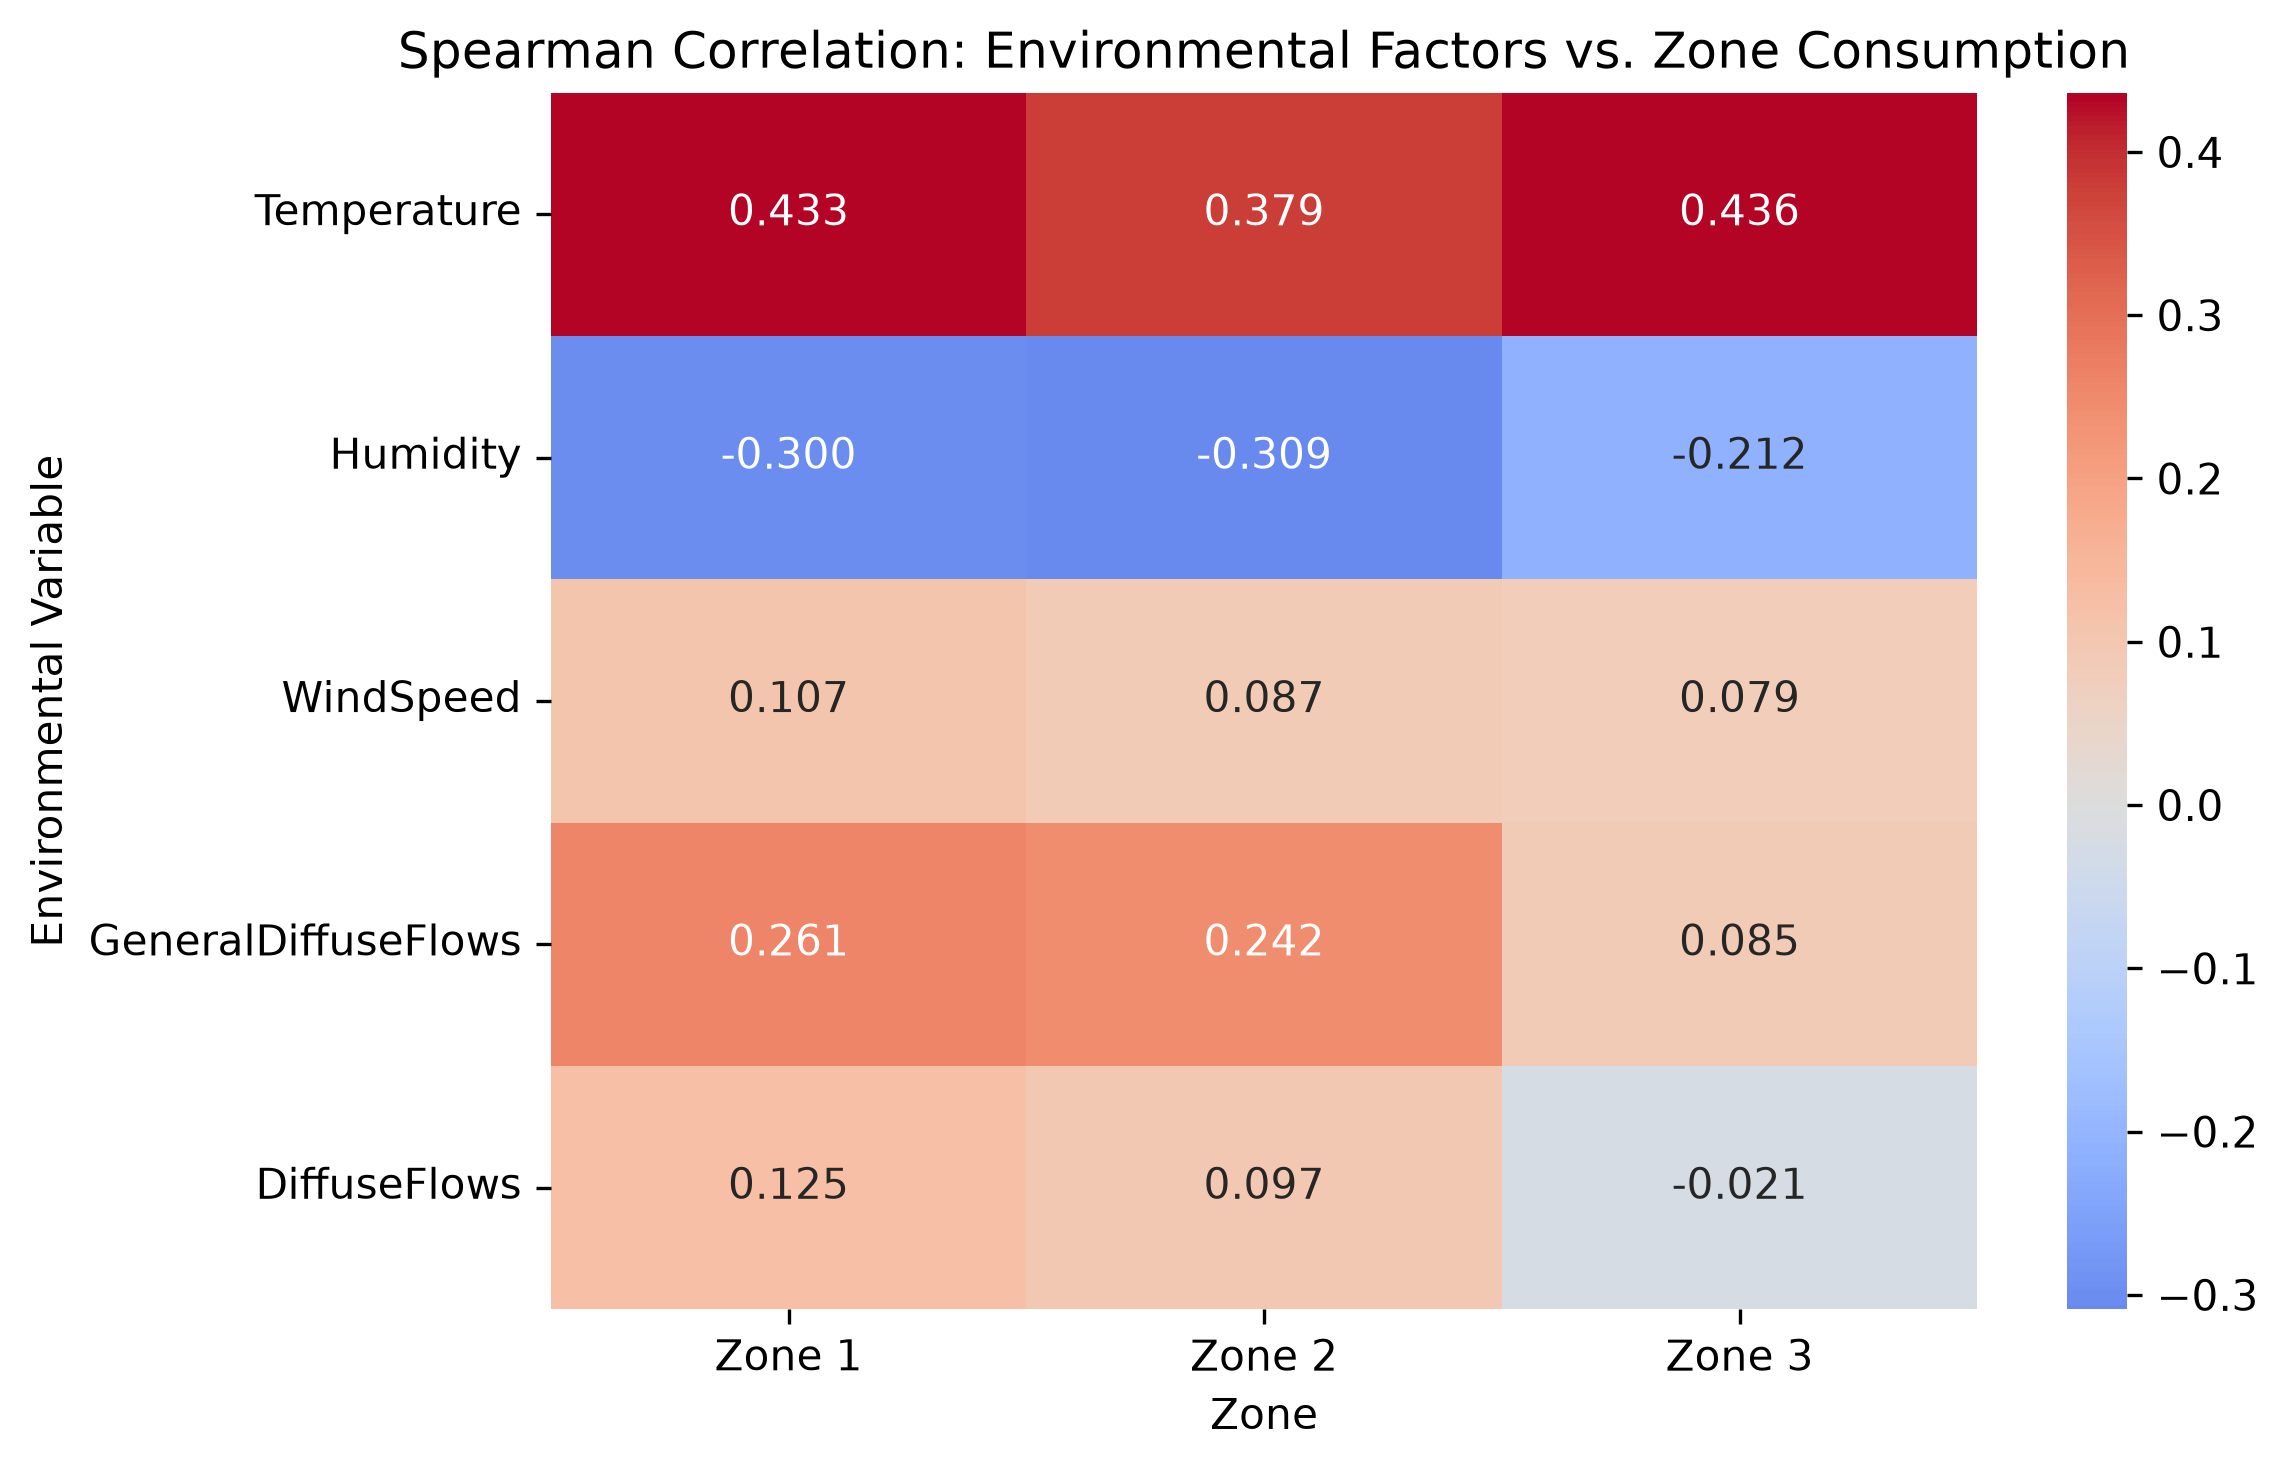 Spearman Correlation: Environmental Factors vs. Zone Consumption
Environmental Variable
Temperature 0.433 0.379 0.436
Humidity -0.300 -0.309 -0.212
WindSpeed 0.107 0.087 0.079
GeneralDiffuseFlows 0.261 0.242 0.085
DiffuseFlows 0.125 0.097 -0.021
Zone 1 Zone 2 Zone 3
Zone
0.4
0.3
0.2
0.1
0.0
−0.1
−0.2
−0.3